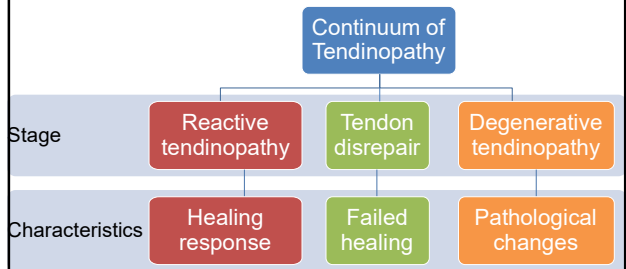 Continuum of
Tendinopathy
Stage
Reactive
tendinopathy
Tendon
disrepair
Degenerative
tendinopathy
Characteristics
Healing
response
Failed
healing
Pathological
changes